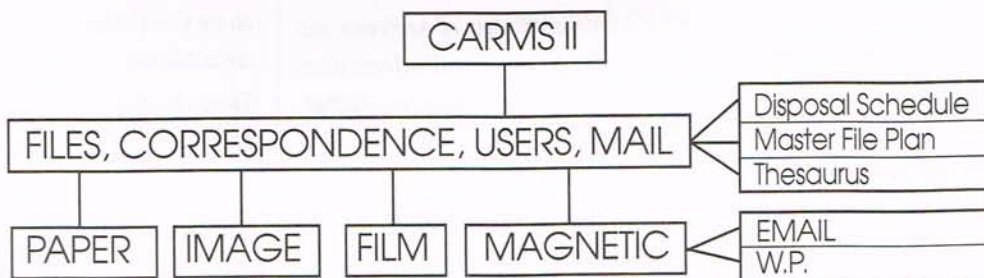 CARMS II
Disposal Schedule
FILES, CORRESPONDENCE, USERS, MAIL
Master File Plan
Thesaurus
PAPER
IMAGE
FILM
MAGNETIC
EMAIL
W.P.